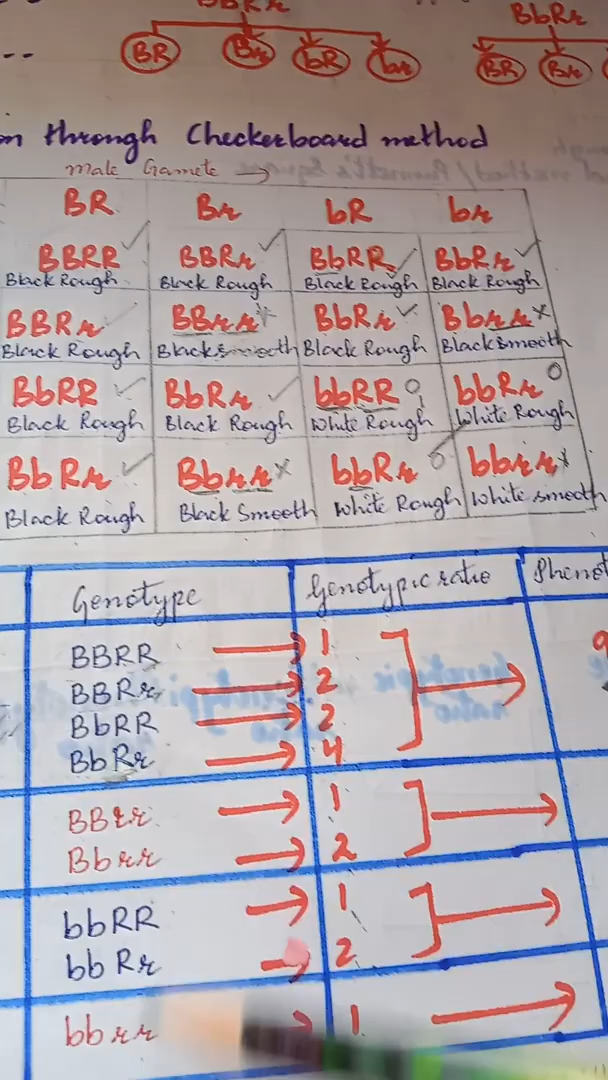 BbRr
BR Br bR br
BR Br
through Checkerboard method
Male Gamete →
BR Br bR br
BBRR BBRr BbRR BbRr
Black Rough Black Rough Black Rough Black Rough
BBRr BBrr BbRr Bbrr
Black Rough Black smooth Black Rough Black smooth
BbRR BbRr bbRR bbRr
Black Rough Black Rough White Rough White Rough
BbRr Bbrr bbRr bbrr
Black Rough Black Smooth White Rough White smooth
Genotype Genotypic ratio
BBRR → 1
BBRr → 2
BbRR → 2
BbRr → 4
BBrr → 1
Bbrr → 2
bbRR → 1
bbRr → 2
bbrr → 1